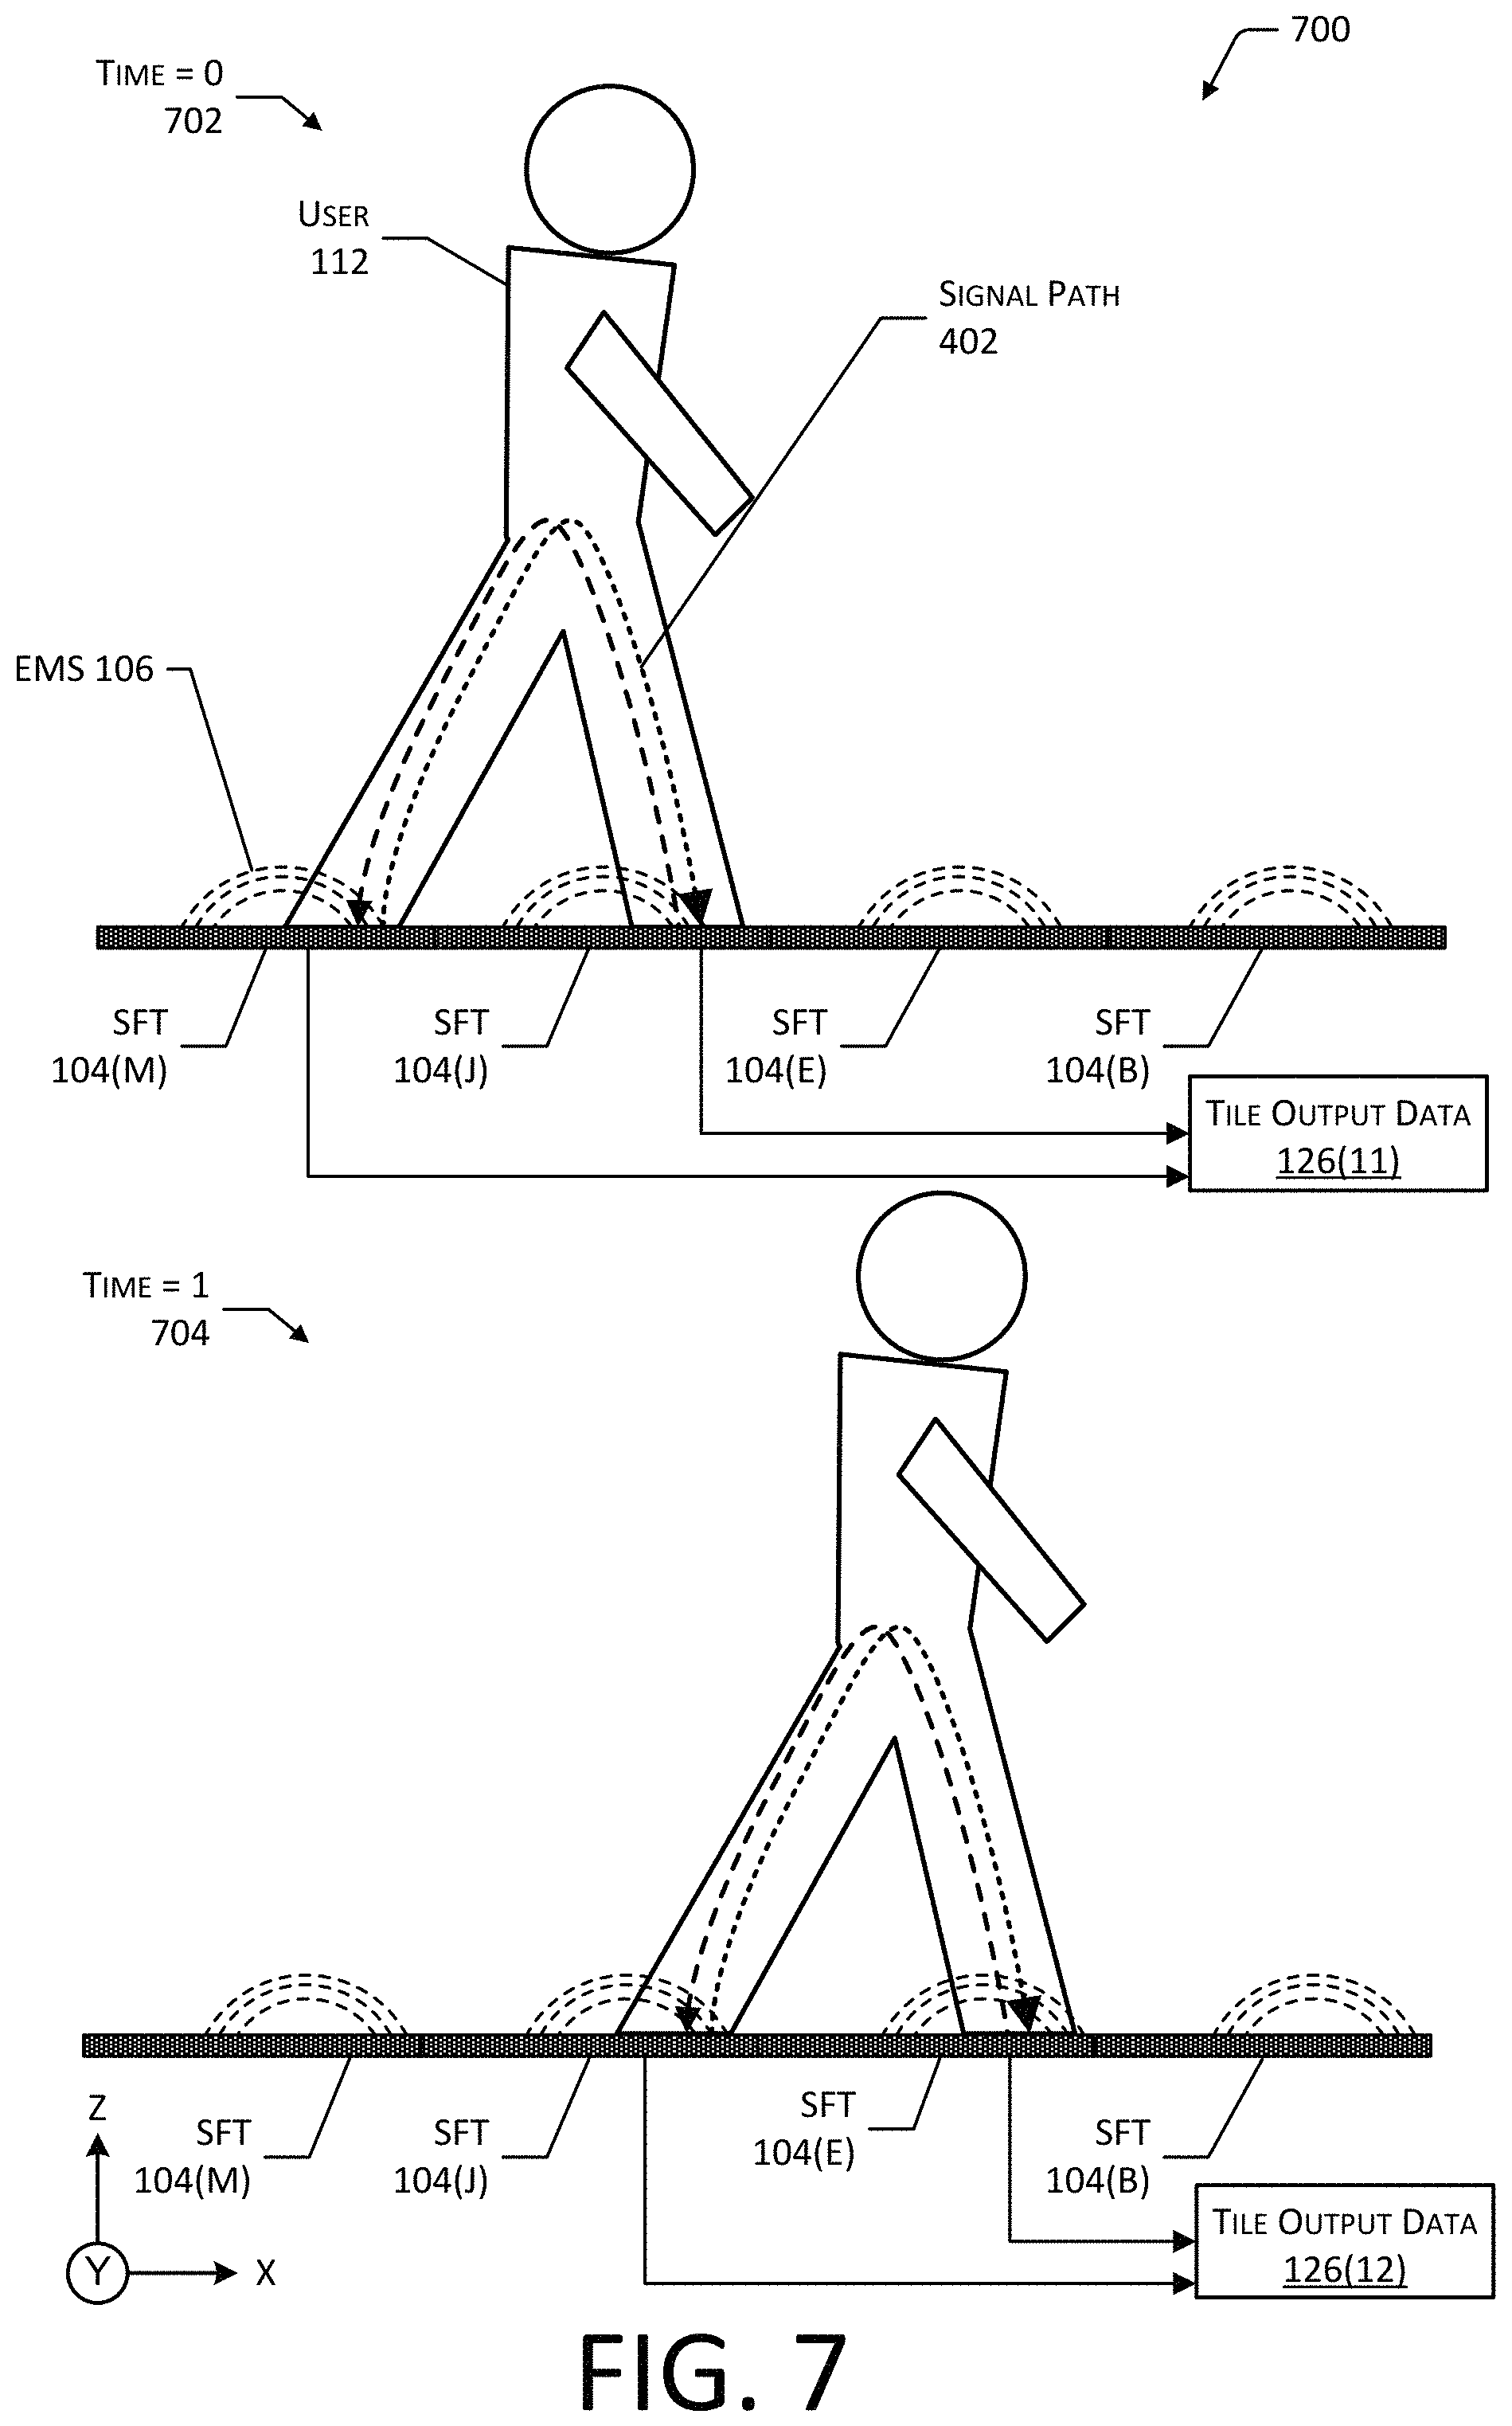 700
TIME = 0
702
USER
112
SIGNAL PATH
402
EMS 106
SFT
104(M)
SFT
104(J)
SFT
104(E)
SFT
104(B)
TILE OUTPUT DATA
126(11)
TIME = 1
704
SFT
104(M)
SFT
104(J)
SFT
104(E)
SFT
104(B)
TILE OUTPUT DATA
126(12)
Z
Y
X
FIG. 7